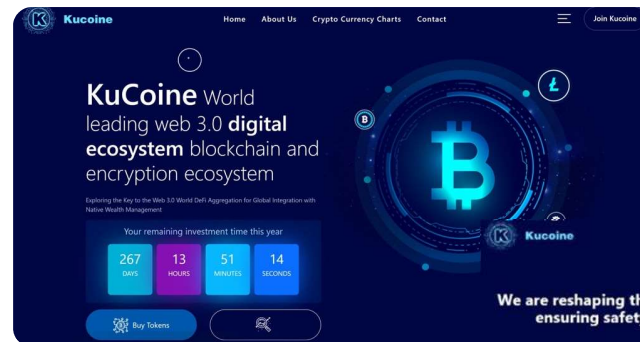 Kucoine
Home About Us Crypto Currency Charts Contact
Join Kucoine
KuCoine World
leading web 3.0 digital
ecosystem blockchain and
encryption ecosystem
Exploring the Key to the Web 3.0 World DeFi Aggregation for Global Integration with
Native Wealth Management
Your remaining investment time this year
267 13 51 14
DAYS HOURS MINUTES SECONDS
Buy Tokens
Kucoine
We are reshaping
ensuring